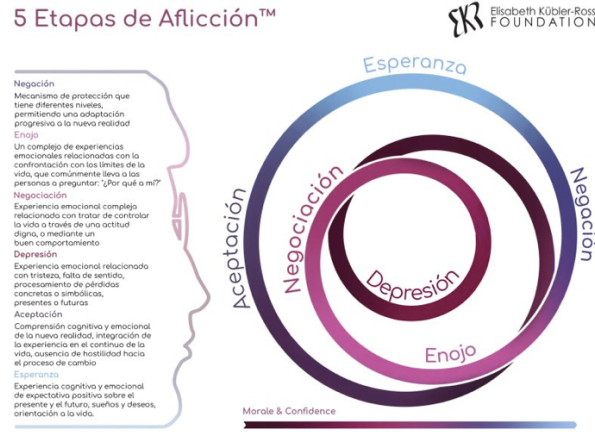 5 Etapas de Aflicción™
EKR
Elisabeth Kübler-Ross
FOUNDATION
Negación
Mecanismo de protección que
tiene diferentes niveles,
permitiendo una adaptación
progresiva a la nueva realidad
Enojo
Un complejo de experiencias
emocionales relacionadas con la
confrontación con los límites de la
vida, que comúnmente lleva a las
personas a preguntar: "¿Por qué a mí?"
Negociación
Experiencia emocional compleja
relacionada con tratar de controlar
la vida a través de una actitud
digna, o mediante un
buen comportamiento
Depresión
Experiencia emocional relacionada
con tristeza, falta de sentido,
procesamiento de pérdidas
concretas o simbólicas,
presentes o futuras
Aceptación
Comprensión cognitiva y emocional
de la nueva realidad, integración de
la experiencia en el continuo de la
vida, ausencia de hostilidad hacia
el proceso de cambio
Esperanza
Experiencia cognitiva y emocional
de expectativa positiva sobre el
presente y el futuro, sueños y deseos,
orientación a la vida.
Esperanza
Negación
Aceptación
Negociación
Depresión
Enojo
Morale & Confidence